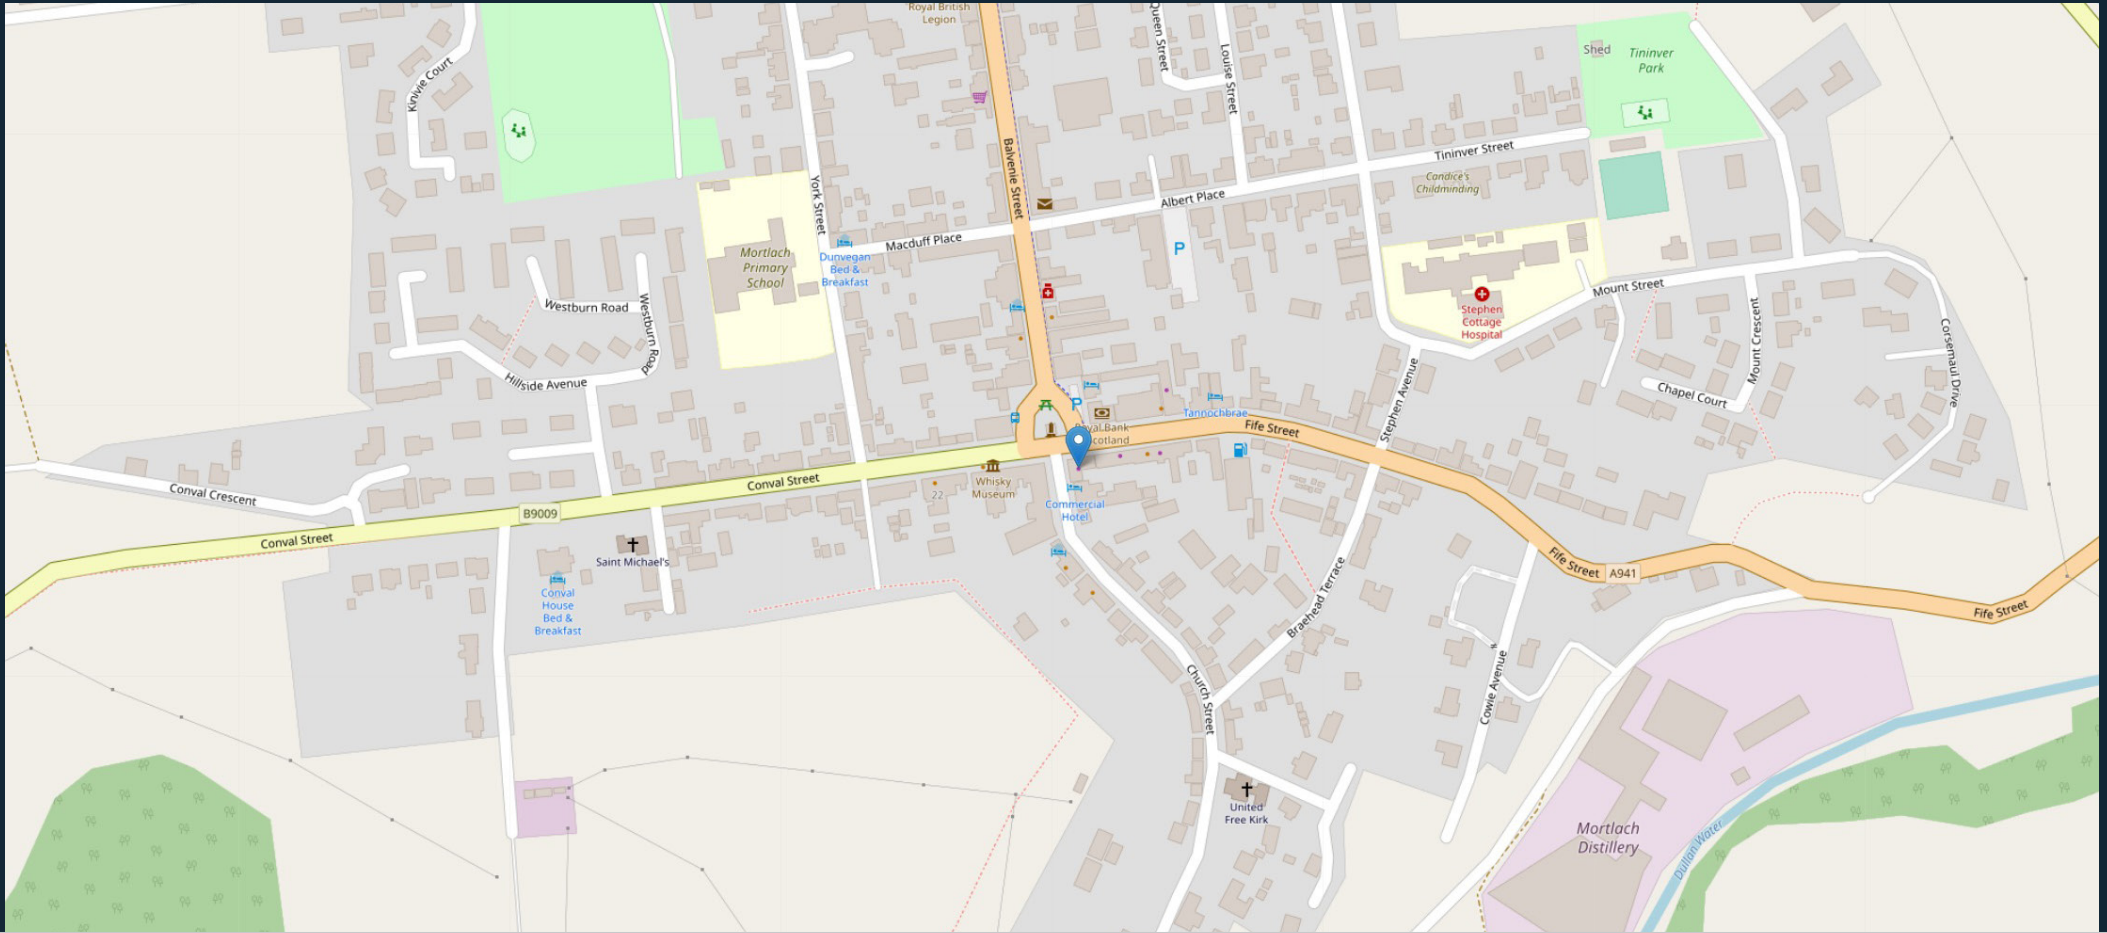 Royal British
Legion
Queen Street
Louise Street
Shed
Tininver
Park
Kinivie Court
Balvenie Street
Tininver Street
Candice's
Childminding
York Street
Albert Place
Macduff Place
P
Mortlach
Primary
School
Dunvegan
Bed &
Breakfast
Mount Street
Stephen
Cottage
Hospital
Westburn Road
Westburn Road
Mount Crescent
Corsemaul Drive
Hillside Avenue
Chapel Court
Stephen Avenue
P
Tannochbrae
Royal Bank
Scotland
Fife Street
Conval Street
Whisky
Museum
22
Conval Crescent
Commercial
Hotel
B9009
Conval Street
Saint Michael's
Fife Street
A941
Conval
House
Bed &
Breakfast
Braehead Terrace
Fife Street
Church Street
Cowie Avenue
United
Free Kirk
Mortlach
Distillery
Dullan Water